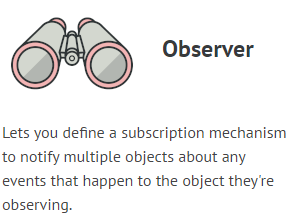 Observer
Lets you define a subscription mechanism
to notify multiple objects about any
events that happen to the object they're
observing.